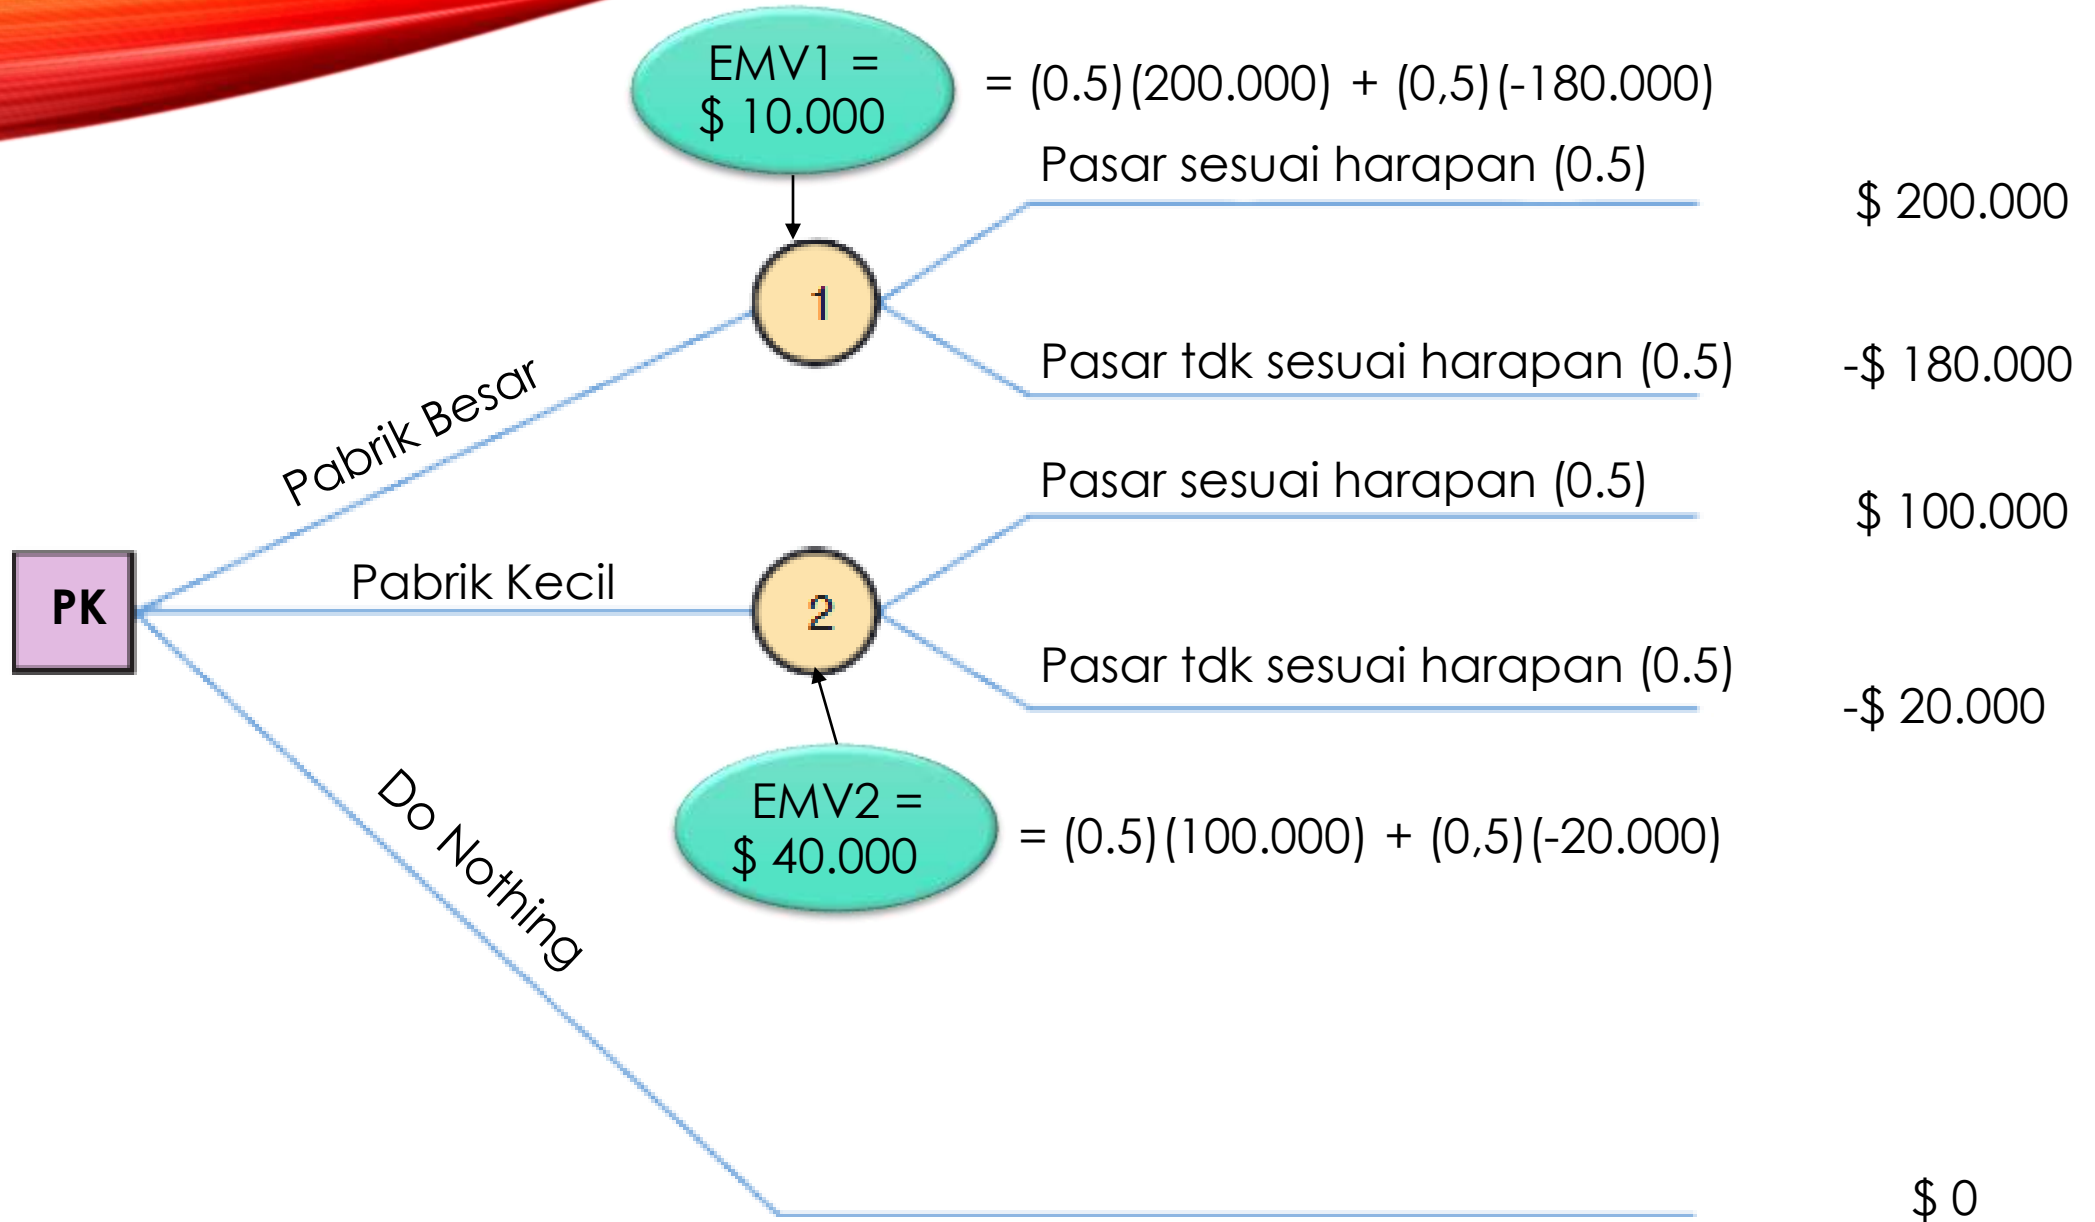 EMV1 =
$ 10.000
= (0.5)(200.000) + (0,5)(-180.000)
Pasar sesuai harapan (0.5)
$ 200.000
1
Pasar tdk sesuai harapan (0.5)
-$ 180.000
Pabrik Besar
Pasar sesuai harapan (0.5)
$ 100.000
PK
Pabrik Kecil
2
Pasar tdk sesuai harapan (0.5)
-$ 20.000
EMV2 =
$ 40.000
= (0.5)(100.000) + (0,5)(-20.000)
Do Nothing
$ 0